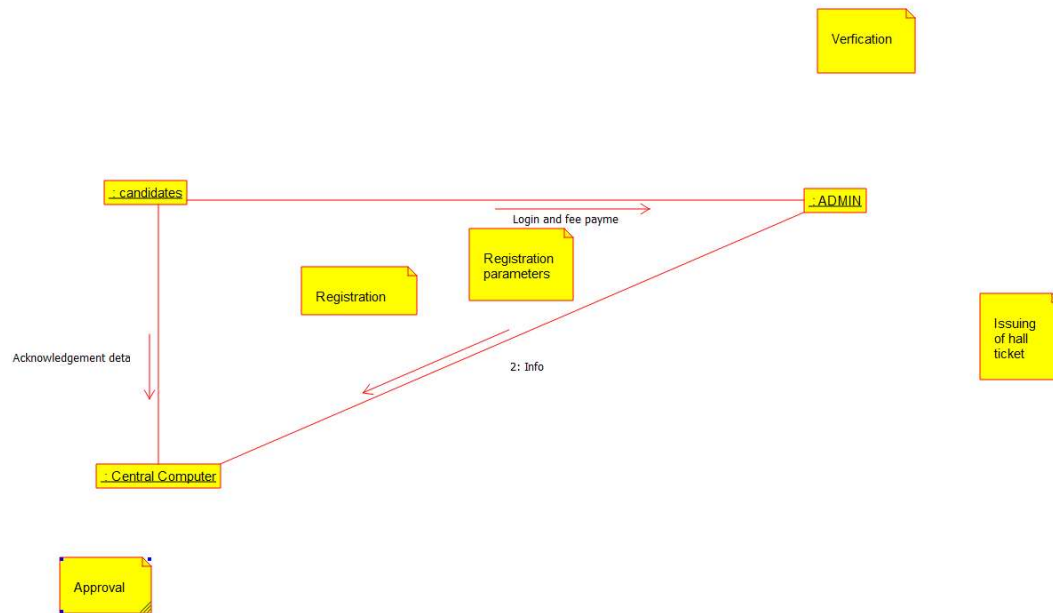 Verfication
: candidates
: ADMIN
Login and fee payme
Registration
parameters
Registration
Issuing
of hall
ticket
Acknowledgement deta
2: Info
: Central Computer
Approval